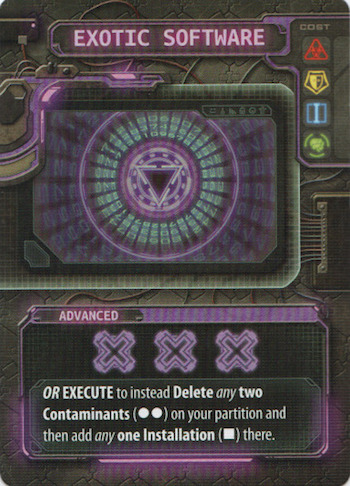 EXOTIC SOFTWARE
COST
ADVANCED
OR EXECUTE to instead Delete any two
Contaminants (●●) on your partition and
then add any one Installation (■) there.